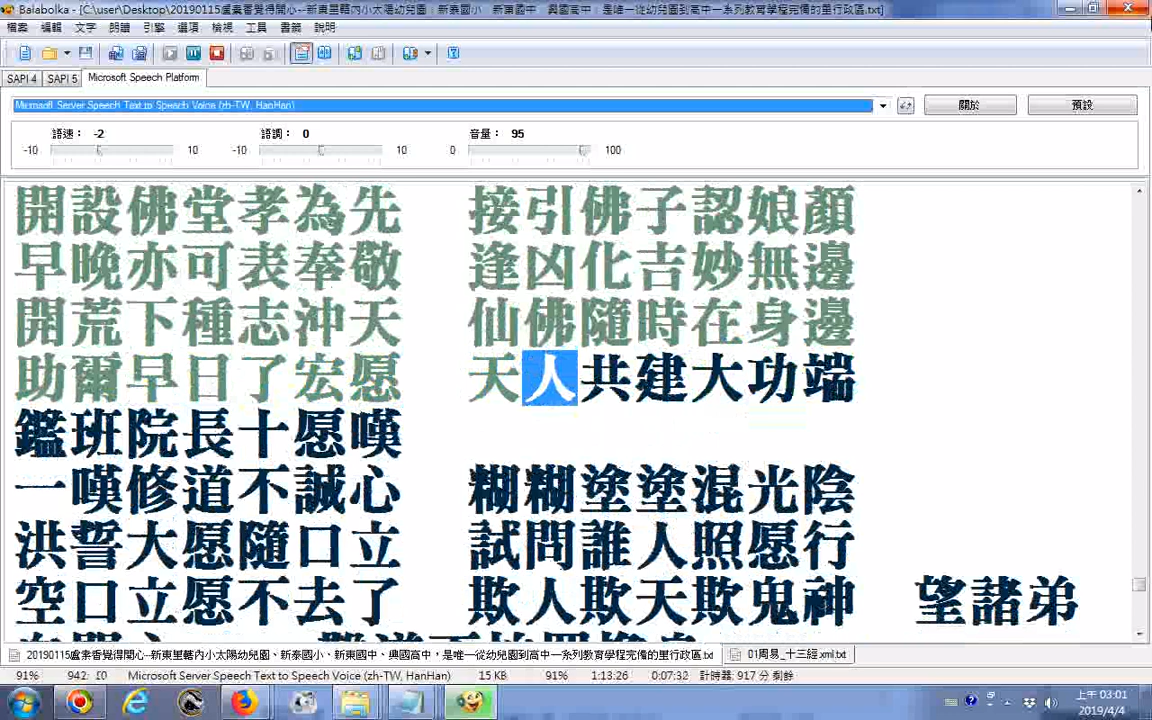 Balabolka - [C:\user\Desktop\20190115盧素香覺得開心--新東里轄內小太陽幼兒園、新泰國小、新東國中、興國高中，是唯一從幼兒園到高中一系列教育學程完備的里行政區.txt]
檔案 編輯 文字 朗讀 引擎 選項 檢視 工具 書籤 說明
SAPI 4 SAPI 5 Microsoft Speech Platform
Microsoft Server Speech Text to Speech Voice (zh-TW, HanHan) 關於 預設
語速： -2 語調： 0 音量： 95
-10 10 -10 10 0 100
開設佛堂孝為先 接引佛子認娘顏
早晚亦可表奉敬 逢凶化吉妙無邊
開荒下種志沖天 仙佛隨時在身邊
助爾早日了宏愿 天人共建大功端
鑑班院長十愿嘆
一嘆修道不誠心 糊糊塗塗混光陰
洪誓大愿隨口立 試問誰人照愿行
空口立愿不去了 欺人欺天欺鬼神 望諸弟
20190115盧素香覺得開心--新東里轄內小太陽幼兒園、新泰國小、新東國中、興國高中，是唯一從幼兒園到高中一系列教育學程完備的里行政區.txt 01周易_十三經.xml.txt
91% 942: 10 Microsoft Server Speech Text to Speech Voice (zh-TW, HanHan) 15 KB 91% 1:13:26 0:07:32 計時器: 917 分 剩餘
上午 03:01
2019/4/4